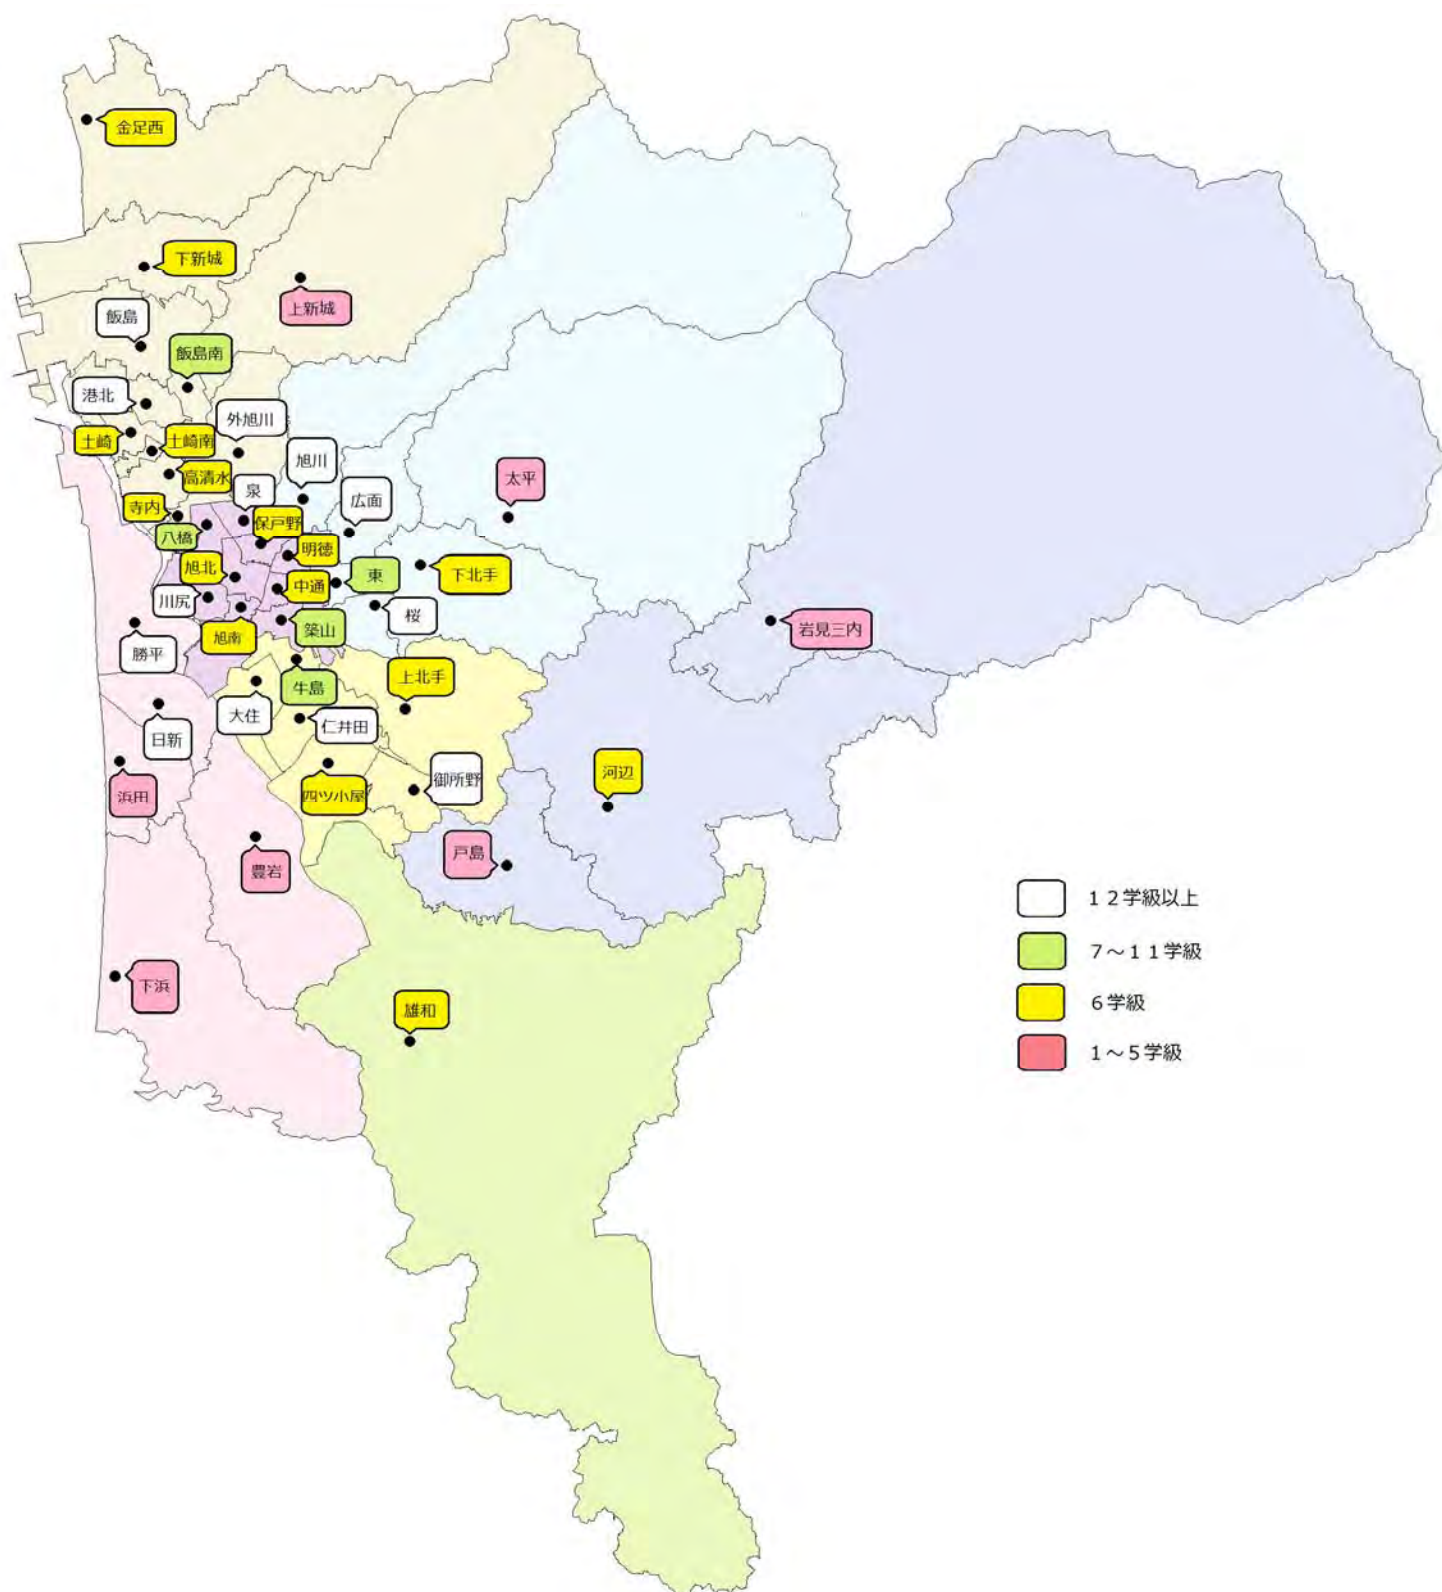 金足西
下新城
上新城
飯島
飯島南
港北
外旭川
土崎
土崎南
旭川
高清水
太平
泉
広面
寺内
保戸野
八橋
明徳
旭北
東
下北手
中通
川尻
桜
旭南
築山
岩見三内
勝平
上北手
牛島
大住
仁井田
日新
河辺
御所野
浜田
四ツ小屋
戸島
豊岩
下浜
雄和
12学級以上
7～11学級
6学級
1～5学級